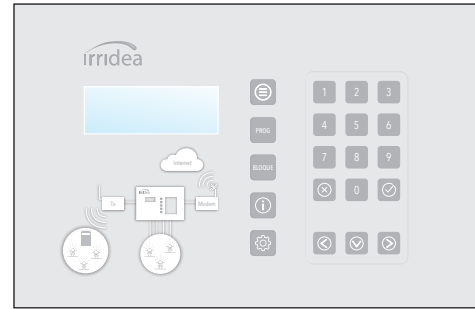 irridea
PROG
BLOQUE
1 2 3
4 5 6
7 8 9
0
Internet
Tx
Modem